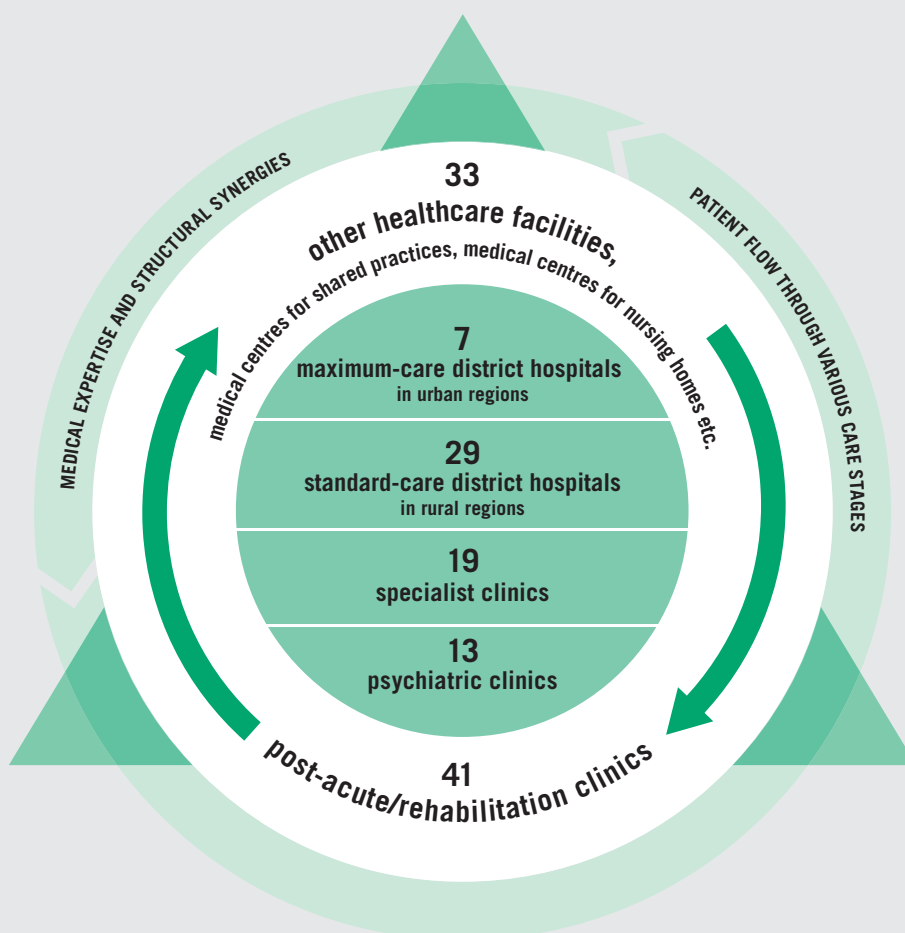 MEDICAL EXPERTISE AND STRUCTURAL SYNERGIES
PATIENT FLOW THROUGH VARIOUS CARE STAGES
33
other healthcare facilities,
medical centres for shared practices, medical centres for nursing homes etc.
7
maximum-care district hospitals
in urban regions
29
standard-care district hospitals
in rural regions
19
specialist clinics
13
psychiatric clinics
41
post-acute/rehabilitation clinics